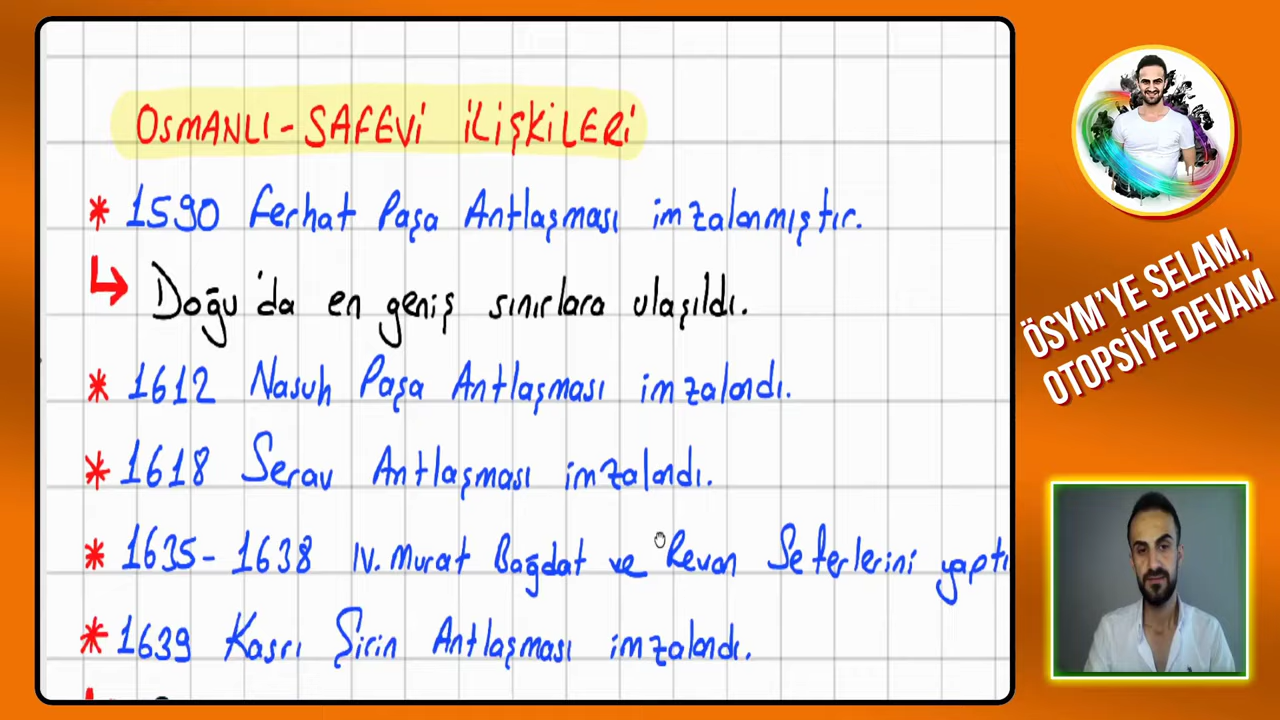 OSMANLI-SAFEVİ İLİŞKİLERİ
* 1590 Ferhat Paşa Antlaşması imzalanmıştır.
↳ Doğu'da en geniş sınırlara ulaşıldı.
* 1612 Nasuh Paşa Antlaşması imzalandı.
* 1618 Serav Antlaşması imzalandı.
* 1635-1638 IV. Murat Bağdat ve Revan Seferlerini yaptı
* 1639 Kasrı Şirin Antlaşması imzalandı.
ÖSYM'YE SELAM,
OTOPSİYE DEVAM